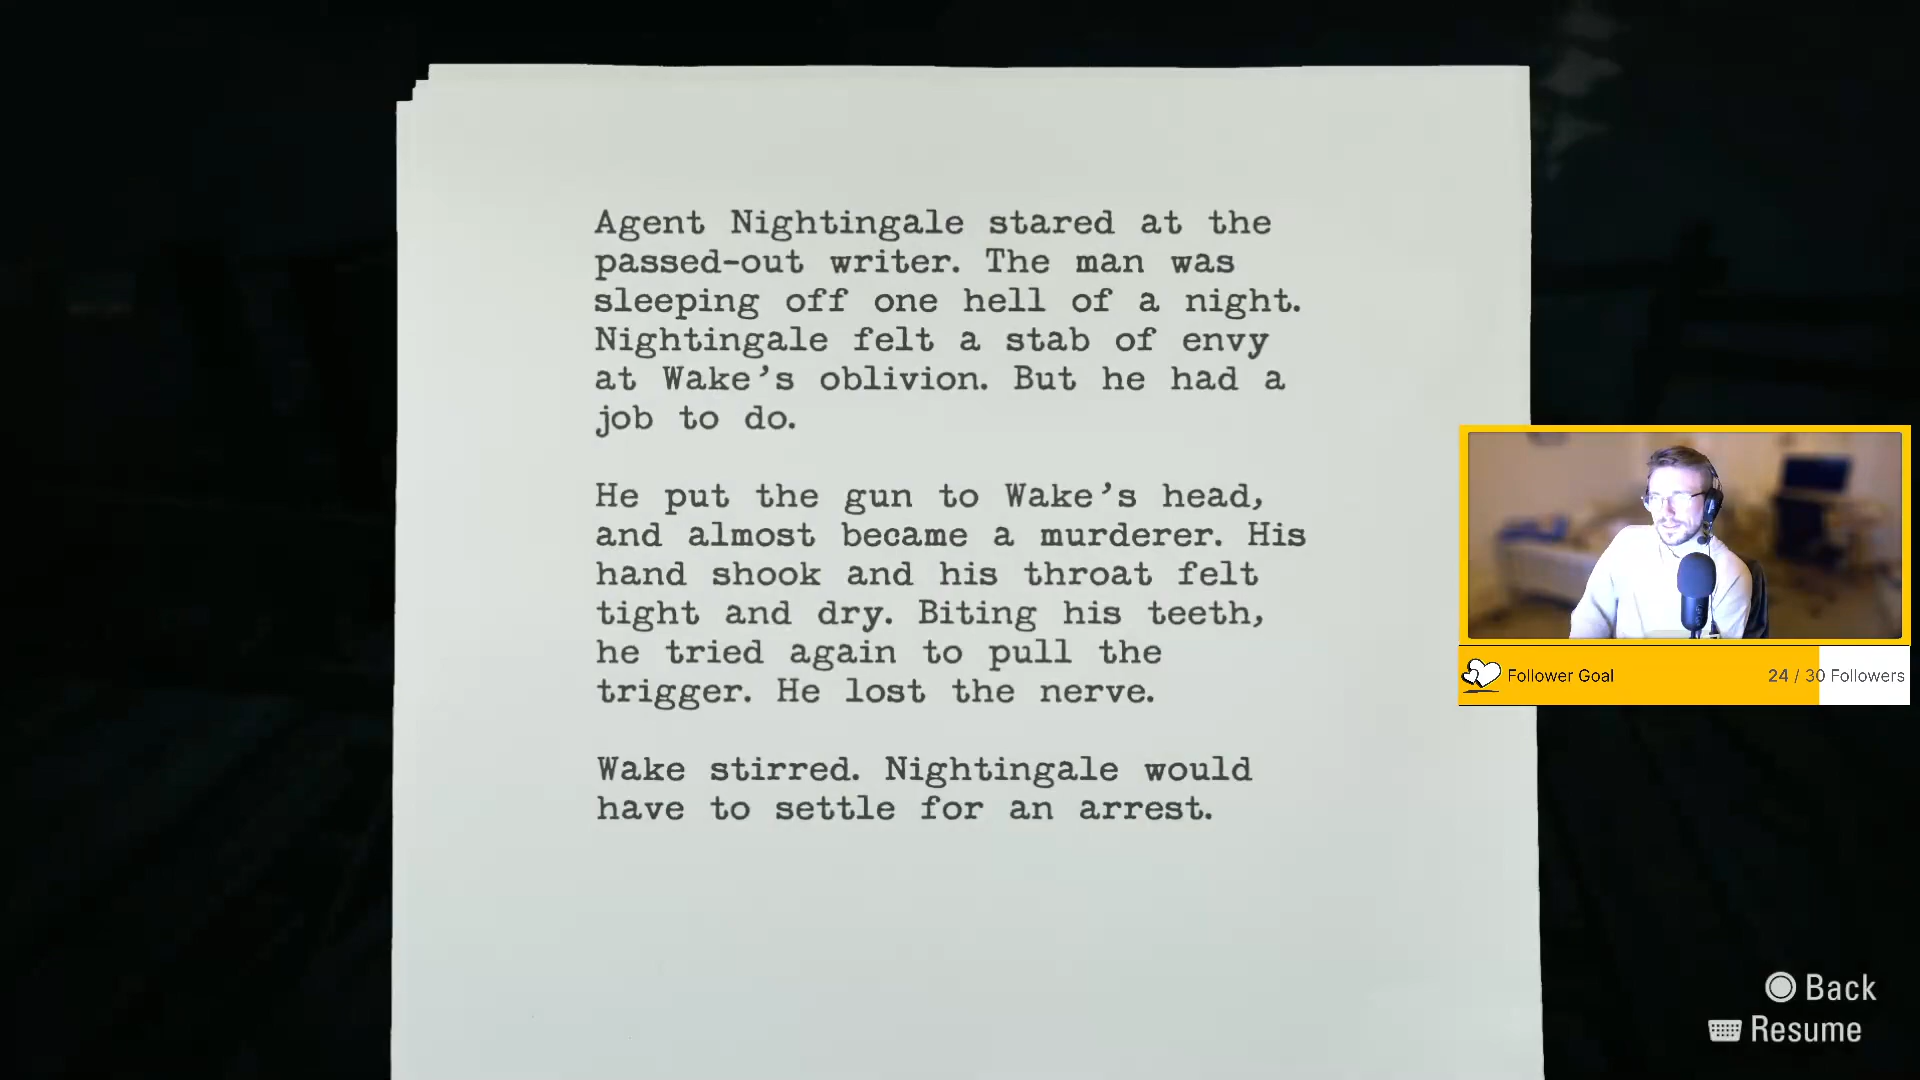 Agent Nightingale stared at the
passed-out writer. The man was
sleeping off one hell of a night.
Nightingale felt a stab of envy
at Wake's oblivion. But he had a
job to do.
He put the gun to Wake's head,
and almost became a murderer. His
hand shook and his throat felt
tight and dry. Biting his teeth,
he tried again to pull the
trigger. He lost the nerve.
Wake stirred. Nightingale would
have to settle for an arrest.
Follower Goal
24 / 30 Followers
Back
Resume